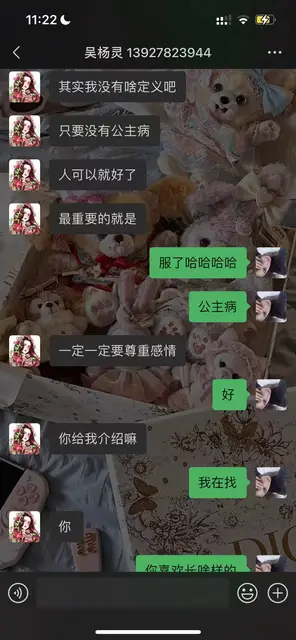 11:22
吴杨灵 13927823944
其实我没有啥定义吧
只要没有公主病
人可以就好了
最重要的就是
服了哈哈哈哈
公主病
一定一定要尊重感情
好
你给我介绍嘛
我在找
你
你喜欢长啥样的